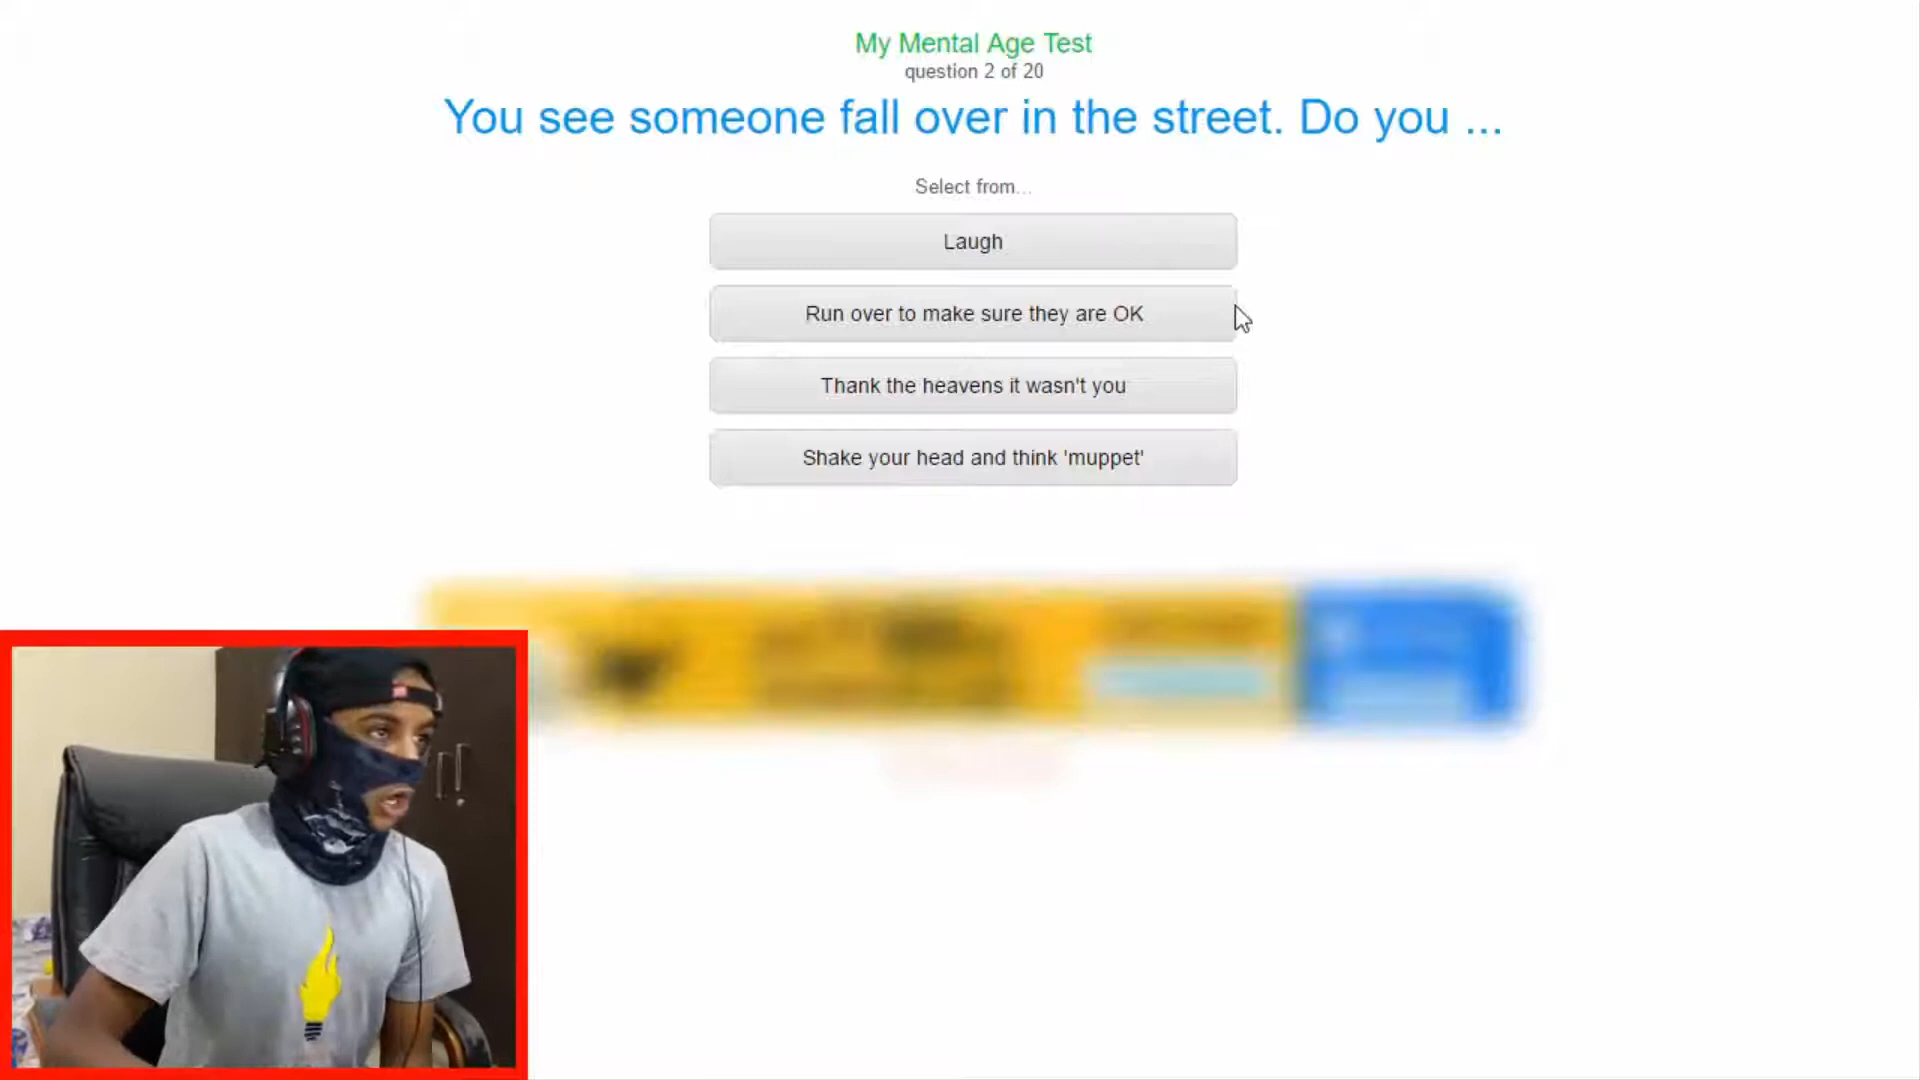 My Mental Age Test
question 2 of 20
You see someone fall over in the street. Do you ...
Select from...
Laugh
Run over to make sure they are OK
Thank the heavens it wasn't you
Shake your head and think 'muppet'